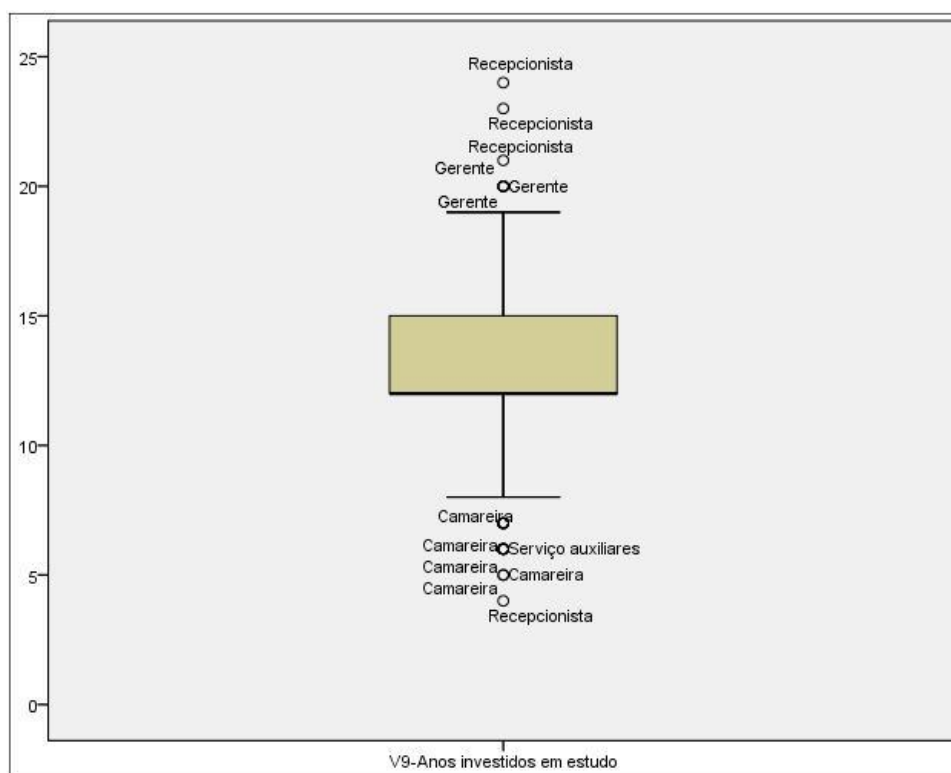 25
Recepcionista
Recepcionista
Recepcionista
Gerente
20
Gerente
Gerente
15
10
Camareira
Camareira
Serviço auxiliares
Camareira
5
Camareira
Camareira
Recepcionista
0
V9-Anos investidos em estudo